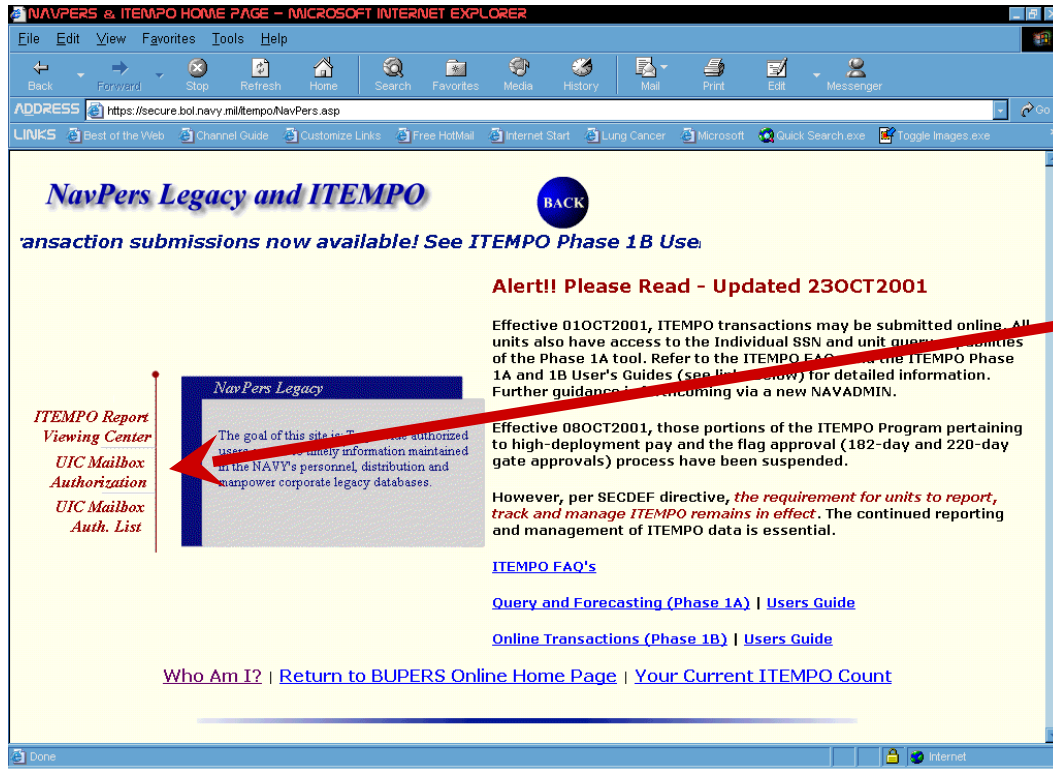 NAVPERS & ITEMPO HOME PAGE – MICROSOFT INTERNET EXPLORER
File Edit View Favorites Tools Help
Back Forward Stop Refresh Home Search Favorites Media History Mail Print Edit Messenger
ADDRESS https://secure.bol.navy.mil/itempo/NavPers.asp Go
LINKS Best of the Web Channel Guide Customize Links Free HotMail Internet Start Lung Cancer Microsoft Quick Search.exe Toggle Images.exe
NavPers Legacy and ITEMPO
BACK
ansaction submissions now available! See ITEMPO Phase 1B Use
ITEMPO Report
Viewing Center
UIC Mailbox
Authorization
UIC Mailbox
Auth. List
NavPers Legacy
The goal of this site is: To authorized
users timely information maintained
in the NAVY's personnel, distribution and
manpower corporate legacy databases.
Alert!! Please Read - Updated 23OCT2001
Effective 01OCT2001, ITEMPO transactions may be submitted online. All
units also have access to the Individual SSN and unit query capabilities
of the Phase 1A tool. Refer to the ITEMPO FAQ the ITEMPO Phase
1A and 1B User's Guides (see below) for detailed information.
Further guidance forthcoming via a new NAVADMIN.
Effective 08OCT2001, those portions of the ITEMPO Program pertaining
to high-deployment pay and the flag approval (182-day and 220-day
gate approvals) process have been suspended.
However, per SECDEF directive, the requirement for units to report,
track and manage ITEMPO remains in effect. The continued reporting
and management of ITEMPO data is essential.
ITEMPO FAQ's
Query and Forecasting (Phase 1A) | Users Guide
Online Transactions (Phase 1B) | Users Guide
Who Am I? | Return to BUPERS Online Home Page | Your Current ITEMPO Count
Done Internet